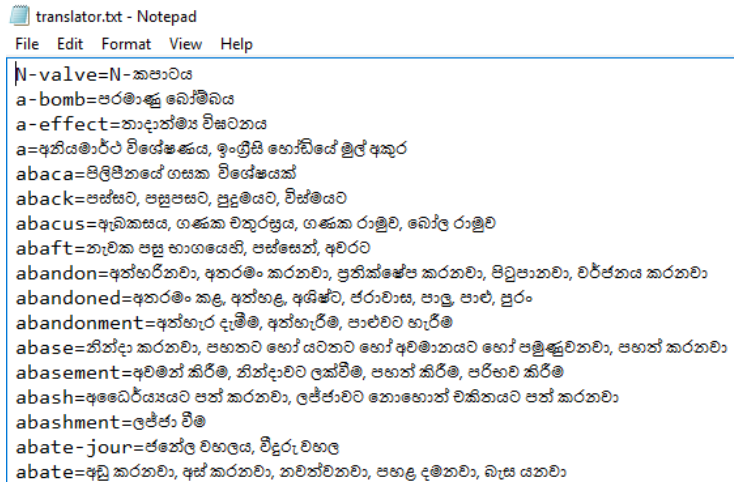 translator.txt - Notepad
File Edit Format View Help
N-valve=N-කපාටය
a-bomb=පරමාණු බෝම්බය
a-effect=තාදාත්ම්‍ය විඝටනය
a=අනියමාර්ථ විශේෂණය, ඉංග්‍රීසි හෝඩියේ මුල් අකුර
abaca=පිලිපීනයේ ගසක විශේෂයක්
aback=පස්සට, පසුපසට, පුදුමයට, විස්මයට
abacus=ඇබකසය, ගණක චතුරස්‍රය, ගණක රාමුව, බෝල රාමුව
abaft=නැවක පසු භාගයෙහි, පස්සෙන්, අවරට
abandon=අත්හරිනවා, අතරමං කරනවා, ප්‍රතික්ෂේප කරනවා, පිටුපානවා, වර්ජනය කරනවා
abandoned=අතරමං කළ, අත්හළ, අශිෂ්ට, ජරාවාස, පාලු, පාළු, පුරං
abandonment=අත්හැර දැමීම, අත්හැරීම, පාළුවට හැරීම
abase=නින්දා කරනවා, පහතට හෝ යටතට හෝ අවමානයට හෝ පමුණුවනවා, පහත් කරනවා
abasement=අවමන් කිරීම, නින්දාවට ලක්වීම, පහත් කිරීම, පරිභව කිරීම
abash=අධෛර්ය්‍යයට පත් කරනවා, ලජ්ජාවට නොහොත් චකිතයට පත් කරනවා
abashment=ලජ්ජා වීම
abate-jour=ජනේල වහලය, වීදුරු වහල
abate=අඩු කරනවා, අස් කරනවා, නවත්වනවා, පහළ දමනවා, බැස යනවා